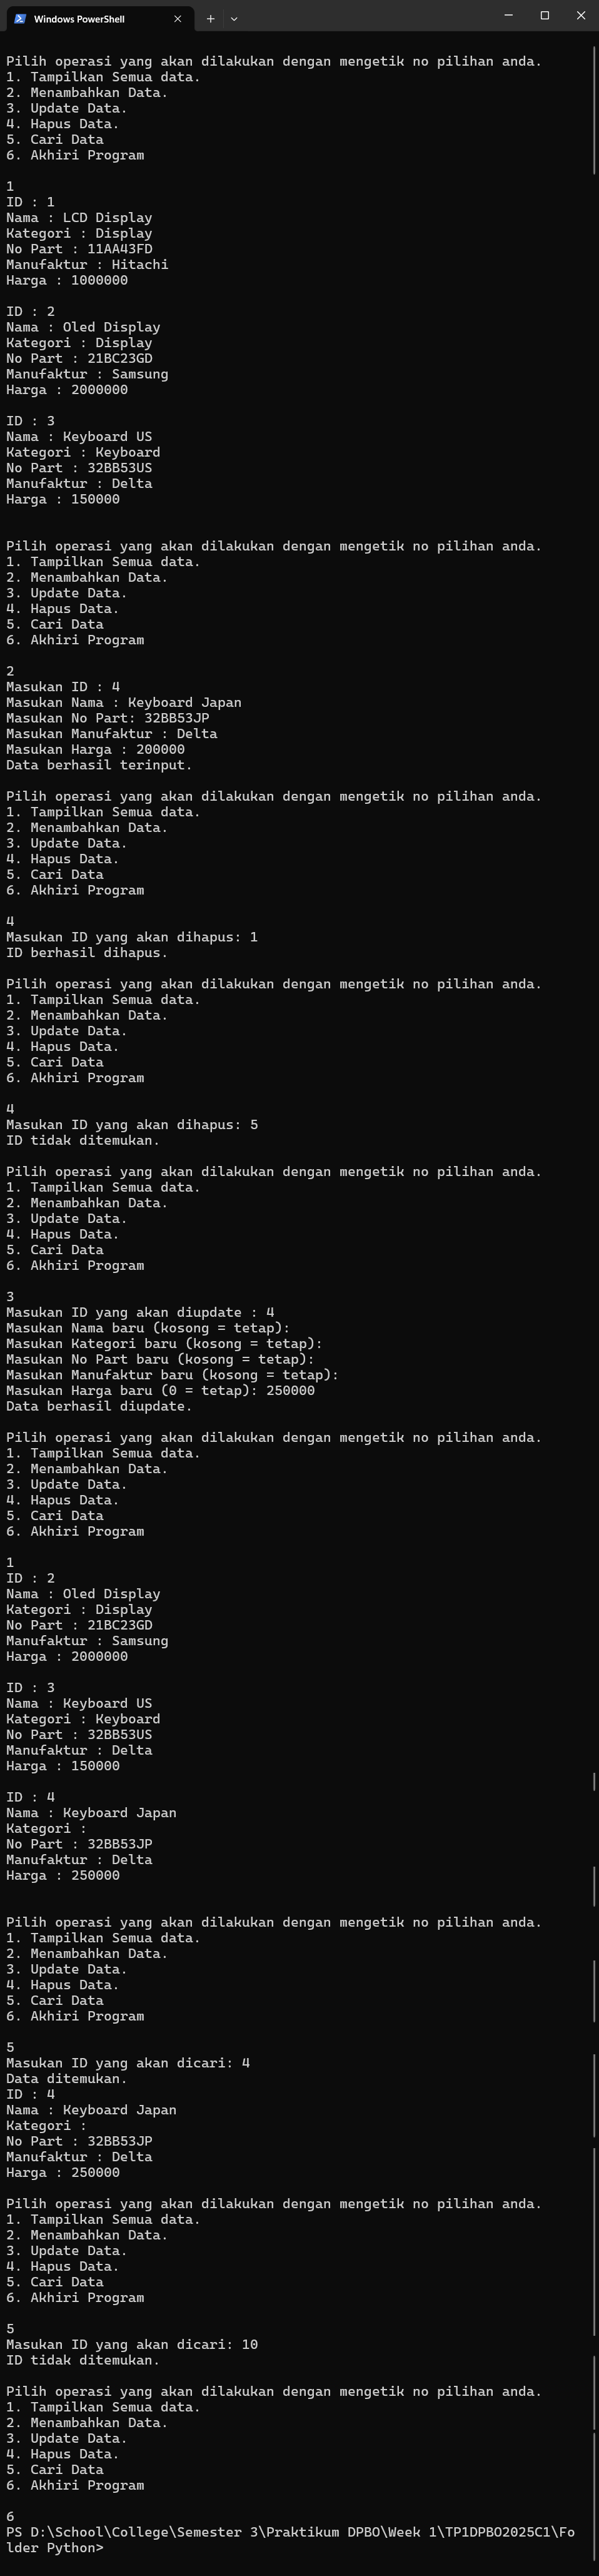 Windows PowerShell
Pilih operasi yang akan dilakukan dengan mengetik no pilihan anda.
1. Tampilkan Semua data.
2. Menambahkan Data.
3. Update Data.
4. Hapus Data.
5. Cari Data
6. Akhiri Program
1
ID : 1
Nama : LCD Display
Kategori : Display
No Part : 11AA43FD
Manufaktur : Hitachi
Harga : 1000000
ID : 2
Nama : Oled Display
Kategori : Display
No Part : 21BC23GD
Manufaktur : Samsung
Harga : 2000000
ID : 3
Nama : Keyboard US
Kategori : Keyboard
No Part : 32BB53US
Manufaktur : Delta
Harga : 150000
Pilih operasi yang akan dilakukan dengan mengetik no pilihan anda.
1. Tampilkan Semua data.
2. Menambahkan Data.
3. Update Data.
4. Hapus Data.
5. Cari Data
6. Akhiri Program
2
Masukan ID : 4
Masukan Nama : Keyboard Japan
Masukan No Part: 32BB53JP
Masukan Manufaktur : Delta
Masukan Harga : 200000
Data berhasil terinput.
Pilih operasi yang akan dilakukan dengan mengetik no pilihan anda.
1. Tampilkan Semua data.
2. Menambahkan Data.
3. Update Data.
4. Hapus Data.
5. Cari Data
6. Akhiri Program
4
Masukan ID yang akan dihapus: 1
ID berhasil dihapus.
Pilih operasi yang akan dilakukan dengan mengetik no pilihan anda.
1. Tampilkan Semua data.
2. Menambahkan Data.
3. Update Data.
4. Hapus Data.
5. Cari Data
6. Akhiri Program
4
Masukan ID yang akan dihapus: 5
ID tidak ditemukan.
Pilih operasi yang akan dilakukan dengan mengetik no pilihan anda.
1. Tampilkan Semua data.
2. Menambahkan Data.
3. Update Data.
4. Hapus Data.
5. Cari Data
6. Akhiri Program
3
Masukan ID yang akan diupdate : 4
Masukan Nama baru (kosong = tetap):
Masukan Kategori baru (kosong = tetap):
Masukan No Part baru (kosong = tetap):
Masukan Manufaktur baru (kosong = tetap):
Masukan Harga baru (0 = tetap): 250000
Data berhasil diupdate.
Pilih operasi yang akan dilakukan dengan mengetik no pilihan anda.
1. Tampilkan Semua data.
2. Menambahkan Data.
3. Update Data.
4. Hapus Data.
5. Cari Data
6. Akhiri Program
1
ID : 2
Nama : Oled Display
Kategori : Display
No Part : 21BC23GD
Manufaktur : Samsung
Harga : 2000000
ID : 3
Nama : Keyboard US
Kategori : Keyboard
No Part : 32BB53US
Manufaktur : Delta
Harga : 150000
ID : 4
Nama : Keyboard Japan
Kategori :
No Part : 32BB53JP
Manufaktur : Delta
Harga : 250000
Pilih operasi yang akan dilakukan dengan mengetik no pilihan anda.
1. Tampilkan Semua data.
2. Menambahkan Data.
3. Update Data.
4. Hapus Data.
5. Cari Data
6. Akhiri Program
5
Masukan ID yang akan dicari: 4
Data ditemukan.
ID : 4
Nama : Keyboard Japan
Kategori :
No Part : 32BB53JP
Manufaktur : Delta
Harga : 250000
Pilih operasi yang akan dilakukan dengan mengetik no pilihan anda.
1. Tampilkan Semua data.
2. Menambahkan Data.
3. Update Data.
4. Hapus Data.
5. Cari Data
6. Akhiri Program
5
Masukan ID yang akan dicari: 10
ID tidak ditemukan.
Pilih operasi yang akan dilakukan dengan mengetik no pilihan anda.
1. Tampilkan Semua data.
2. Menambahkan Data.
3. Update Data.
4. Hapus Data.
5. Cari Data
6. Akhiri Program
6
PS D:\School\College\Semester 3\Praktikum DPBO\Week 1\TP1DPBO2025C1\Fo
lder Python>